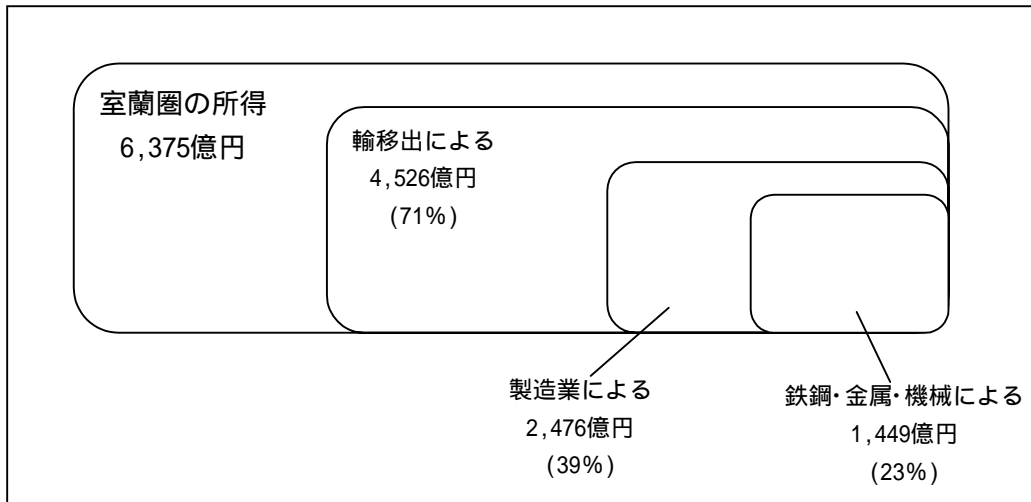 室蘭圏の所得
6,375億円
輸移出による
4,526億円
(71%)
製造業による
2,476億円
(39%)
鉄鋼・金属・機械による
1,449億円
(23%)